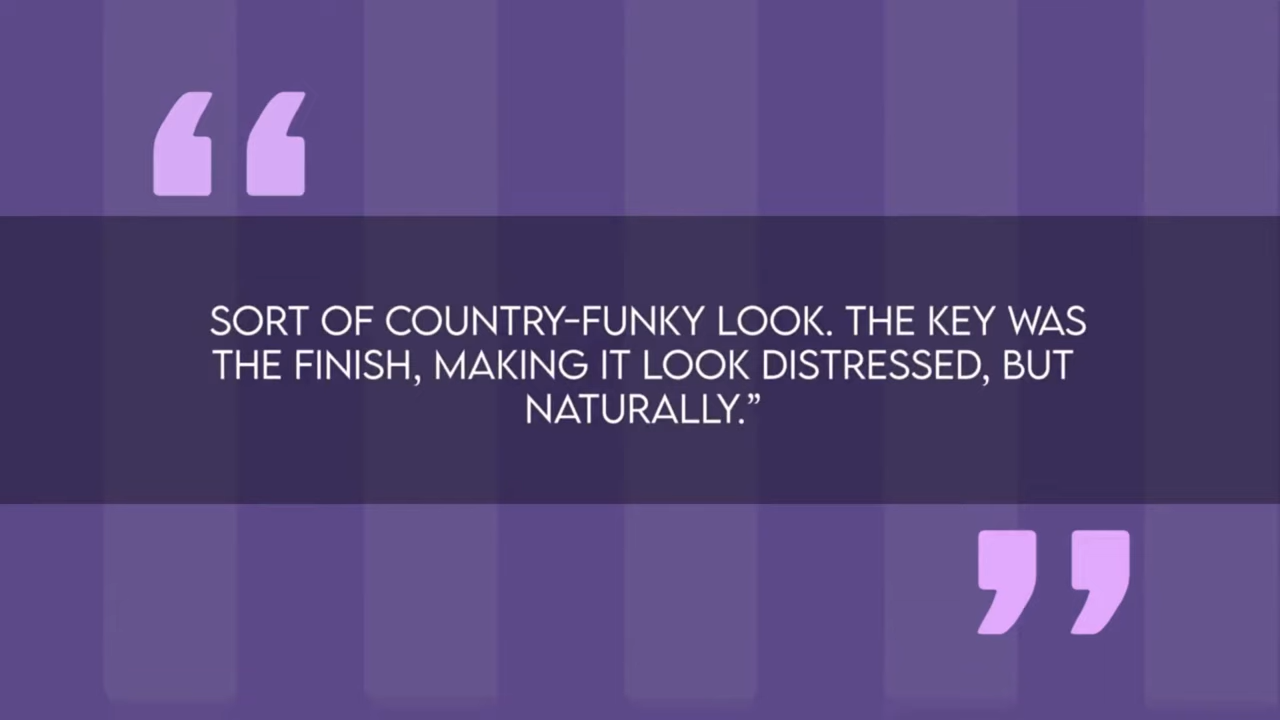 SORT OF COUNTRY-FUNKY LOOK. THE KEY WAS
THE FINISH, MAKING IT LOOK DISTRESSED, BUT
NATURALLY.”